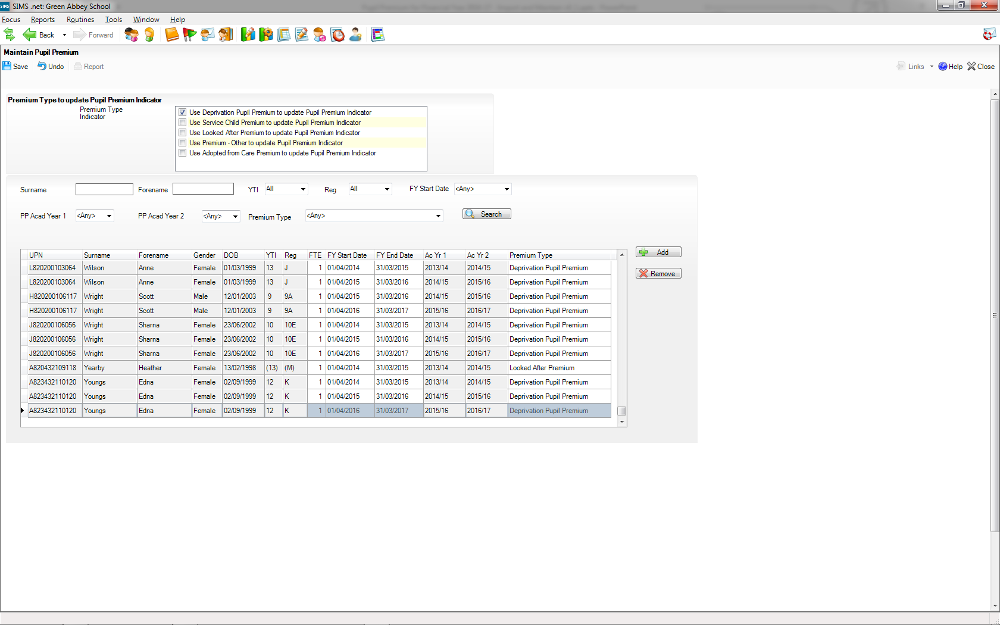 SIMS .net: Green Abbey School
Focus Reports Routines Tools Window Help
Back Forward
Maintain Pupil Premium
Save Undo Report Links Help Close
Premium Type to update Pupil Premium Indicator
Premium Type Indicator
Use Deprivation Pupil Premium to update Pupil Premium Indicator
Use Service Child Premium to update Pupil Premium Indicator
Use Looked After Premium to update Pupil Premium Indicator
Use Premium - Other to update Pupil Premium Indicator
Use Adopted from Care Premium to update Pupil Premium Indicator
Surname Forename YTI All Reg All FY Start Date <Any>
PP Acad Year 1 <Any> PP Acad Year 2 <Any> Premium Type <Any> Search
UPN Surname Forename Gender DOB YTI Reg FTE FY Start Date FY End Date Ac Yr 1 Ac Yr 2 Premium Type Add
L820200103064 Wilson Anne Female 01/03/1999 13 J 1 01/04/2014 31/03/2015 2013/14 2014/15 Deprivation Pupil Premium Remove
L820200103064 Wilson Anne Female 01/03/1999 13 J 1 01/04/2015 31/03/2016 2014/15 2015/16 Deprivation Pupil Premium
H820200106117 Wright Scott Male 12/01/2003 9 9A 1 01/04/2015 31/03/2016 2014/15 2015/16 Deprivation Pupil Premium
H820200106117 Wright Scott Male 12/01/2003 9 9A 1 01/04/2016 31/03/2017 2015/16 2016/17 Deprivation Pupil Premium
J820200106056 Wright Sharna Female 23/06/2002 10 10E 1 01/04/2014 31/03/2015 2013/14 2014/15 Deprivation Pupil Premium
J820200106056 Wright Sharna Female 23/06/2002 10 10E 1 01/04/2015 31/03/2016 2014/15 2015/16 Deprivation Pupil Premium
J820200106056 Wright Sharna Female 23/06/2002 10 10E 1 01/04/2016 31/03/2017 2015/16 2016/17 Deprivation Pupil Premium
A820432109118 Yearby Heather Female 13/02/1998 (13) (M) 1 01/04/2014 31/03/2015 2013/14 2014/15 Looked After Premium
A823432110120 Youngs Edna Female 02/09/1999 12 K 1 01/04/2014 31/03/2015 2013/14 2014/15 Deprivation Pupil Premium
A823432110120 Youngs Edna Female 02/09/1999 12 K 1 01/04/2015 31/03/2016 2014/15 2015/16 Deprivation Pupil Premium
A823432110120 Youngs Edna Female 02/09/1999 12 K 1 01/04/2016 31/03/2017 2015/16 2016/17 Deprivation Pupil Premium